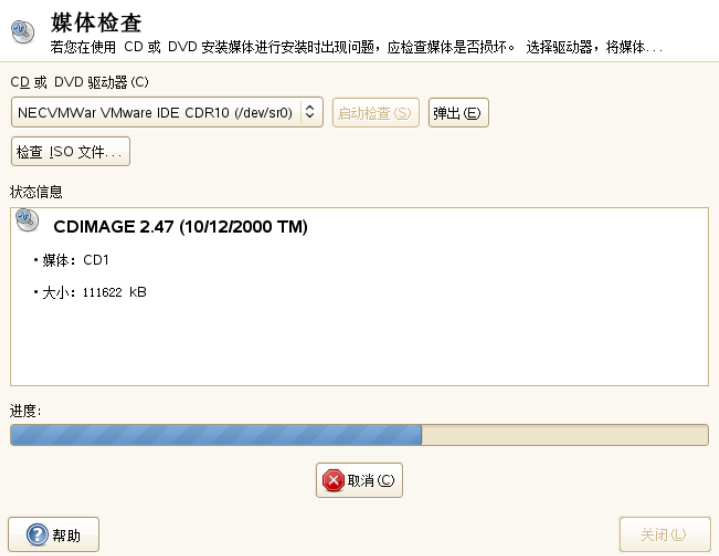 媒体检查
若您在使用 CD 或 DVD 安装媒体进行安装时出现问题，应检查媒体是否损坏。 选择驱动器，将媒体...
CD 或 DVD 驱动器(C)
NECVMWar VMware IDE CDR10 (/dev/sr0)
启动检查(S)
弹出(E)
检查 ISO 文件...
状态信息
CDIMAGE 2.47 (10/12/2000 TM)
• 媒体：CD1
• 大小：111622 kB
进度:
取消(C)
帮助
关闭(L)